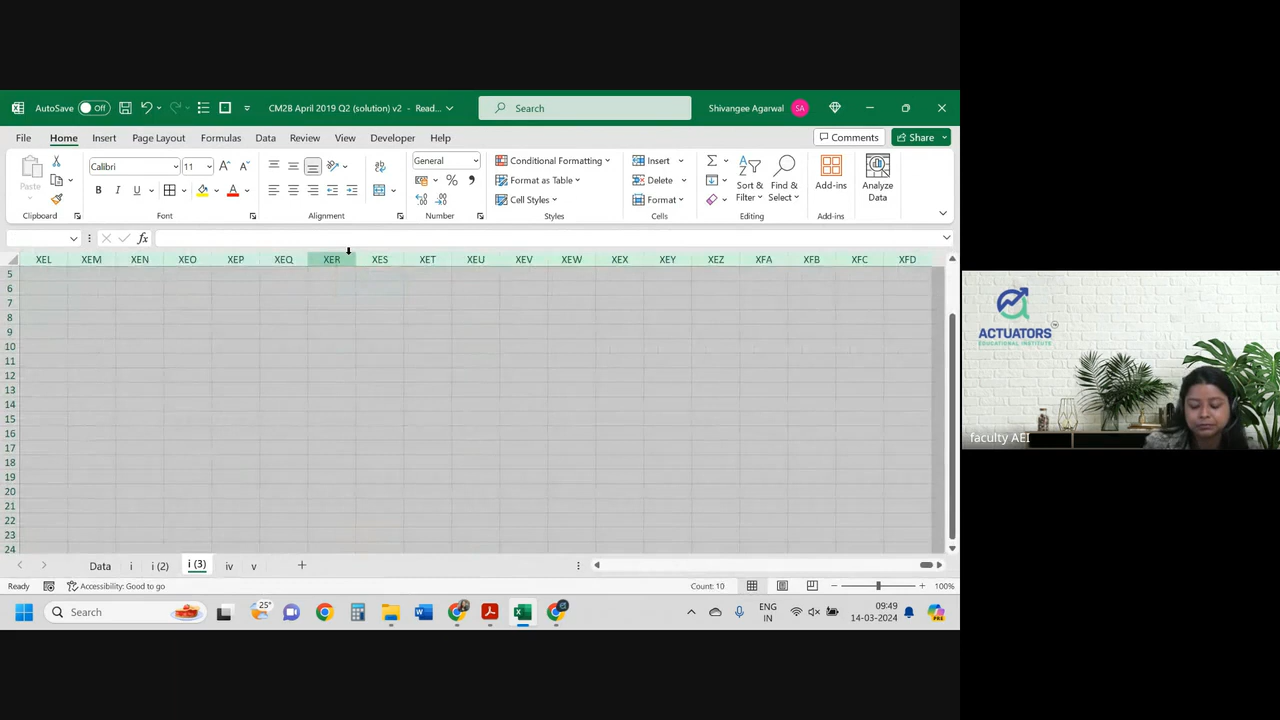 AutoSave Off CM2B April 2019 Q2 (solution) v2 - Read... Search Shivangee Agarwal SA
File Home Insert Page Layout Formulas Data Review View Developer Help Comments Share
Paste Calibri 11 General Conditional Formatting Insert Sort & Find & Add-ins Analyze
Format as Table Delete Filter Select Data
B I U Cell Styles Format
Clipboard Font Alignment Number Styles Cells Editing Add-ins
fx
XEL XEM XEN XEO XEP XEQ XER XES XET XEU XEV XEW XEX XEY XEZ XFA XFB XFC XFD
5
6
7
8
9
10
11
12
13
14
15
16
17
18
19
20
21
22
23
24
Data i i (2) i (3) iv v
Ready Accessibility: Good to go Count: 10 100%
Search 25° ENG IN 09:49 14-03-2024
ACTUATORS
EDUCATIONAL INSTITUTE
faculty AEI